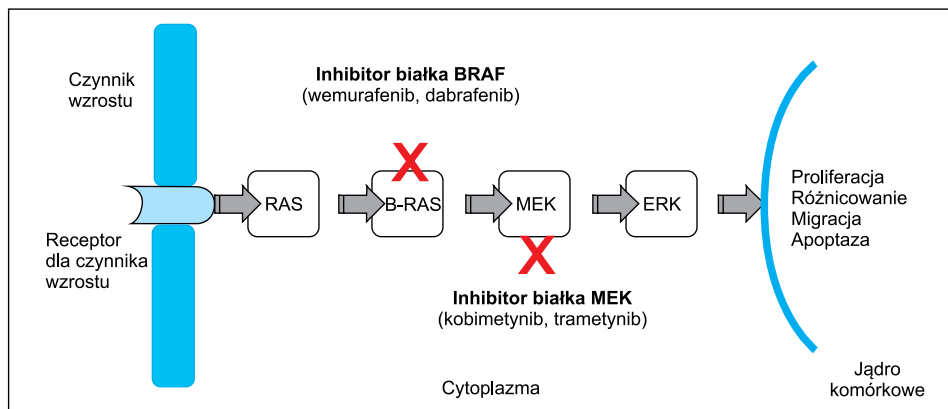 Czynnik
wzrostu
Inhibitor białka BRAF
(wemurafenib, dabrafenib)
RAS
B-RAS
MEK
ERK
Proliferacja
Różnicowanie
Migracja
Apoptaza
Receptor
dla czynnika
wzrostu
Inhibitor białka MEK
(kobimetynib, trametynib)
Cytoplazma
Jądro
komórkowe